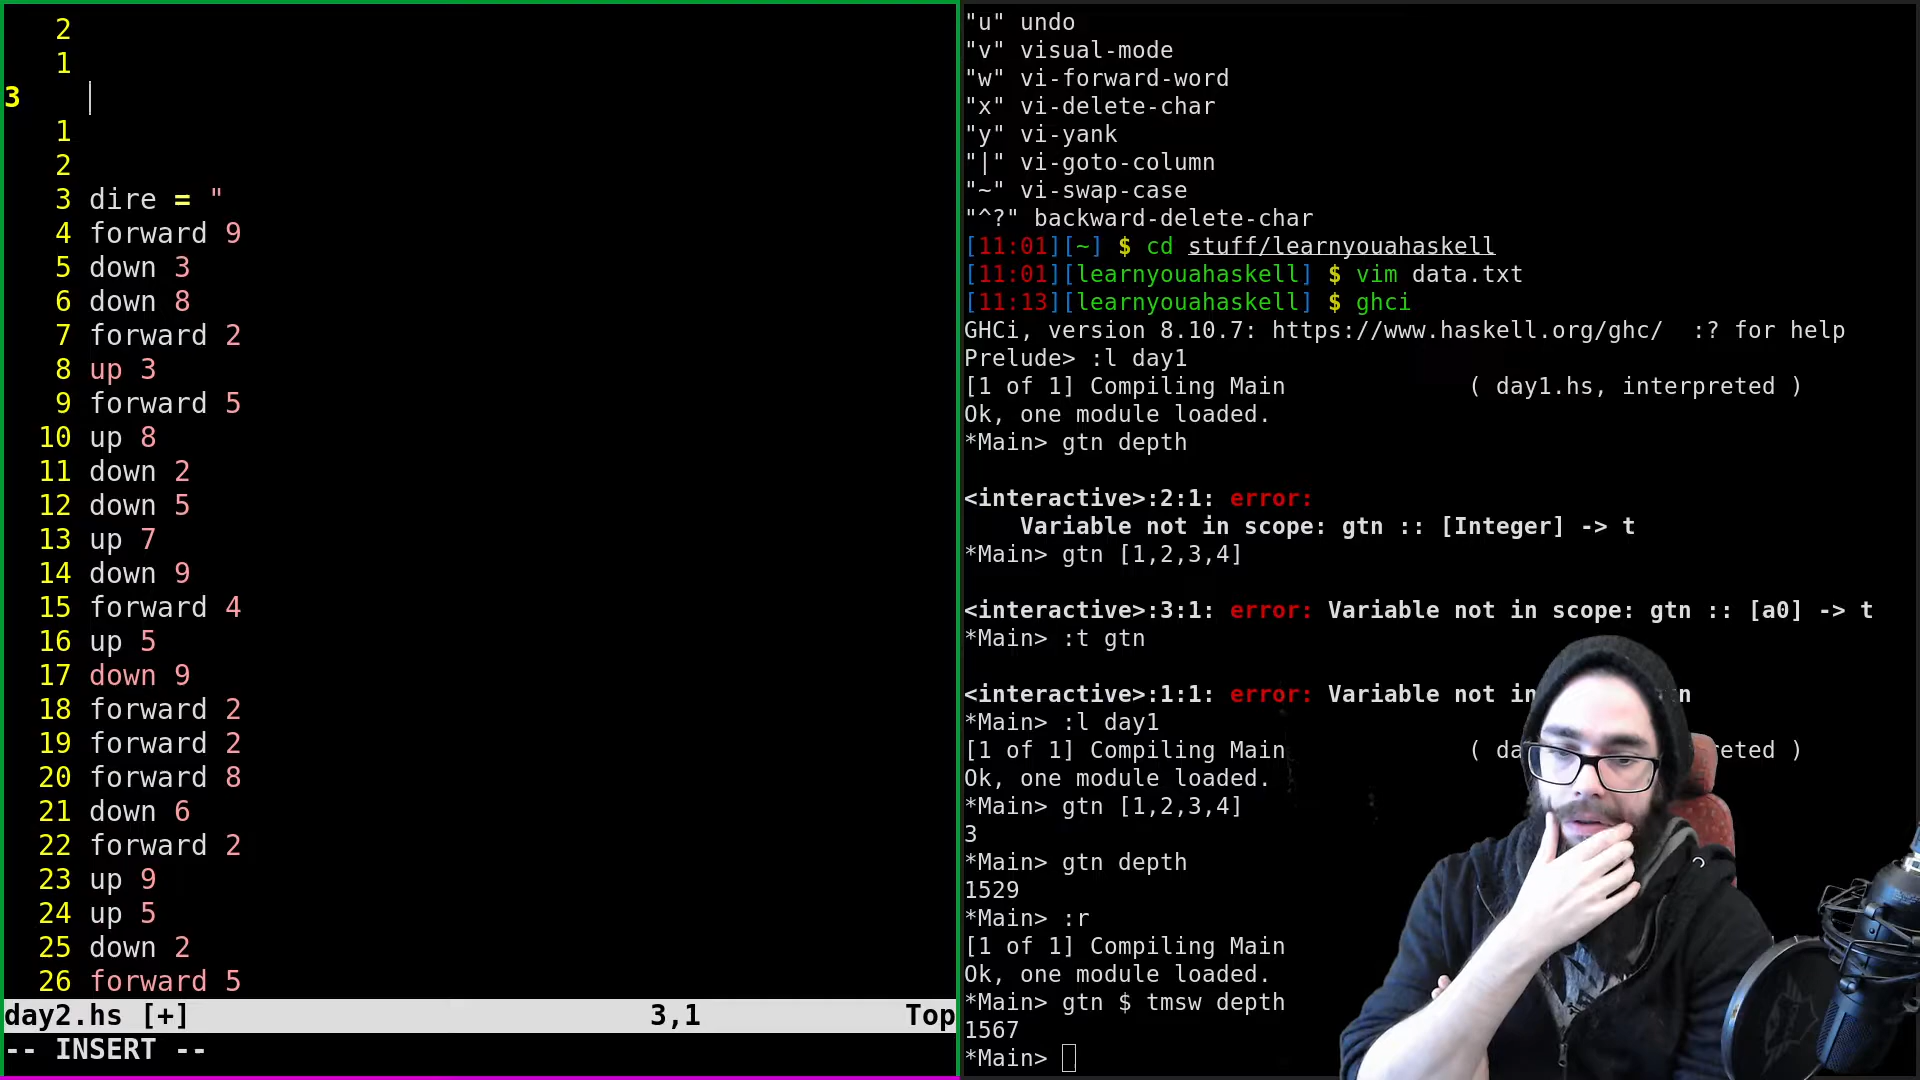 2
1
3
1
2
3 dire = "
4 forward 9
5 down 3
6 down 8
7 forward 2
8 up 3
9 forward 5
10 up 8
11 down 2
12 down 5
13 up 7
14 down 9
15 forward 4
16 up 5
17 down 9
18 forward 2
19 forward 2
20 forward 8
21 down 6
22 forward 2
23 up 9
24 up 5
25 down 2
26 forward 5
day2.hs [+] 3,1 Top
-- INSERT --
"u" undo
"v" visual-mode
"w" vi-forward-word
"x" vi-delete-char
"y" vi-yank
"|" vi-goto-column
"~" vi-swap-case
"^?" backward-delete-char
[11:01][~] $ cd stuff/learnyouahaskell
[11:01][learnyouahaskell] $ vim data.txt
[11:13][learnyouahaskell] $ ghci
GHCi, version 8.10.7: https://www.haskell.org/ghc/  :? for help
Prelude> :l day1
[1 of 1] Compiling Main ( day1.hs, interpreted )
Ok, one module loaded.
*Main> gtn depth
<interactive>:2:1: error:
Variable not in scope: gtn :: [Integer] -> t
*Main> gtn [1,2,3,4]
<interactive>:3:1: error: Variable not in scope: gtn :: [a0] -> t
*Main> :t gtn
<interactive>:1:1: error: Variable not in n
*Main> :l day1
[1 of 1] Compiling Main ( da preted )
Ok, one module loaded.
*Main> gtn [1,2,3,4]
3
*Main> gtn depth
1529
*Main> :r
[1 of 1] Compiling Main
Ok, one module loaded.
*Main> gtn $ tmsw depth
1567
*Main>